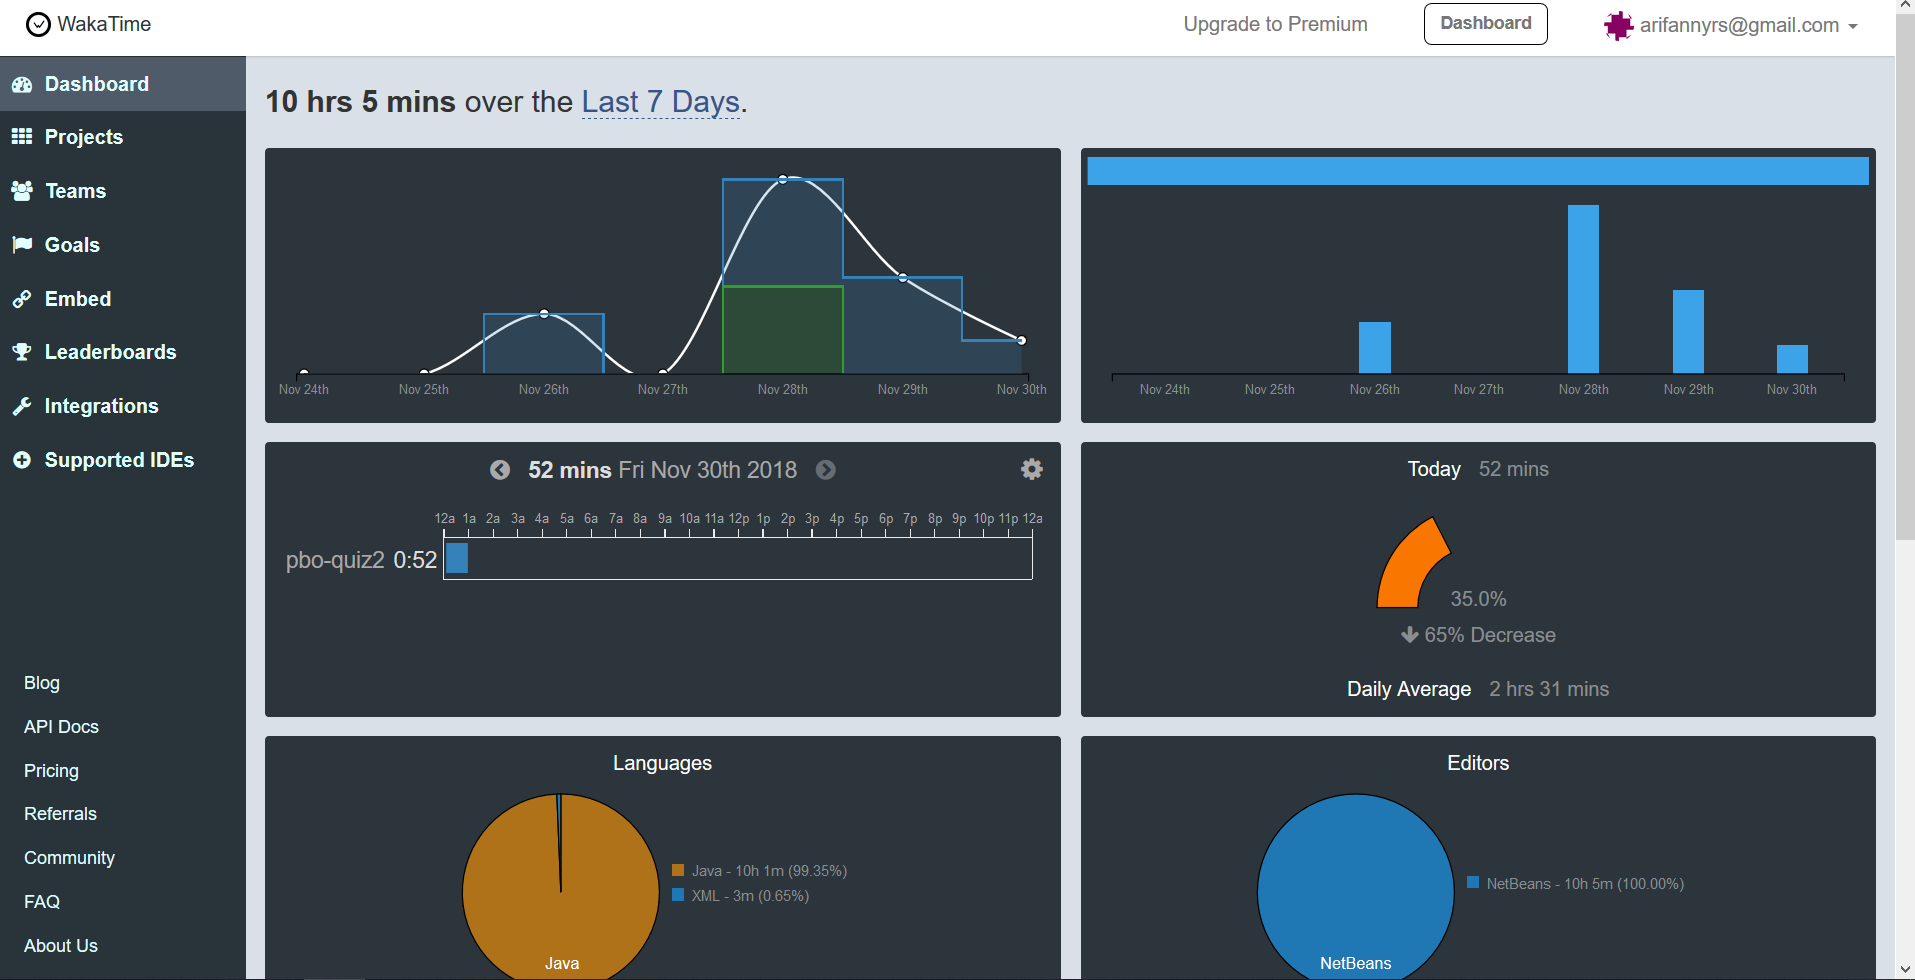 WakaTime
Upgrade to Premium
Dashboard
arifannyrs@gmail.com
Dashboard
Projects
Teams
Goals
Embed
Leaderboards
Integrations
Supported IDEs
Blog
API Docs
Pricing
Referrals
Community
FAQ
About Us
10 hrs 5 mins over the Last 7 Days.
Nov 24th Nov 25th Nov 26th Nov 27th Nov 28th Nov 29th Nov 30th
Nov 24th Nov 25th Nov 26th Nov 27th Nov 28th Nov 29th Nov 30th
52 mins Fri Nov 30th 2018
12a 1a 2a 3a 4a 5a 6a 7a 8a 9a 10a 11a 12p 1p 2p 3p 4p 5p 6p 7p 8p 9p 10p 11p 12a
pbo-quiz2 0:52
Today 52 mins
35.0%
65% Decrease
Daily Average 2 hrs 31 mins
Languages
Java - 10h 1m (99.35%)
XML - 3m (0.65%)
Java
Editors
NetBeans - 10h 5m (100.00%)
NetBeans